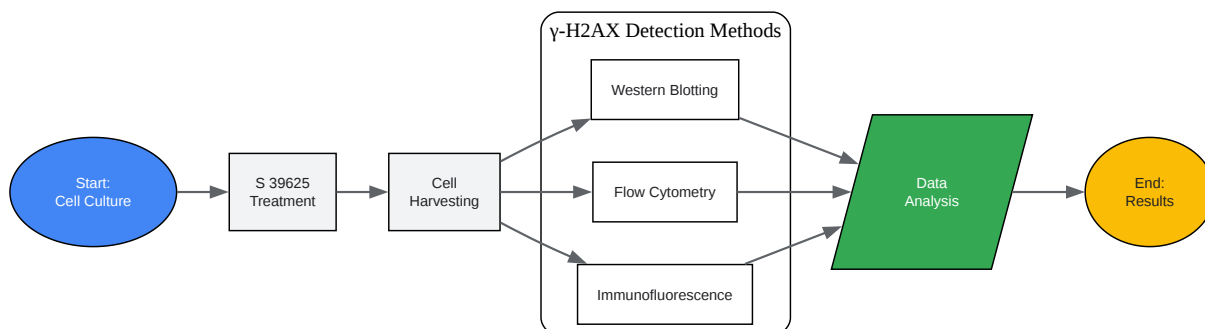 γ-H2AX Detection Methods
Western Blotting
Start:
Cell Culture
S 39625
Treatment
Cell
Harvesting
Flow Cytometry
Data
Analysis
End:
Results
Immunofluorescence